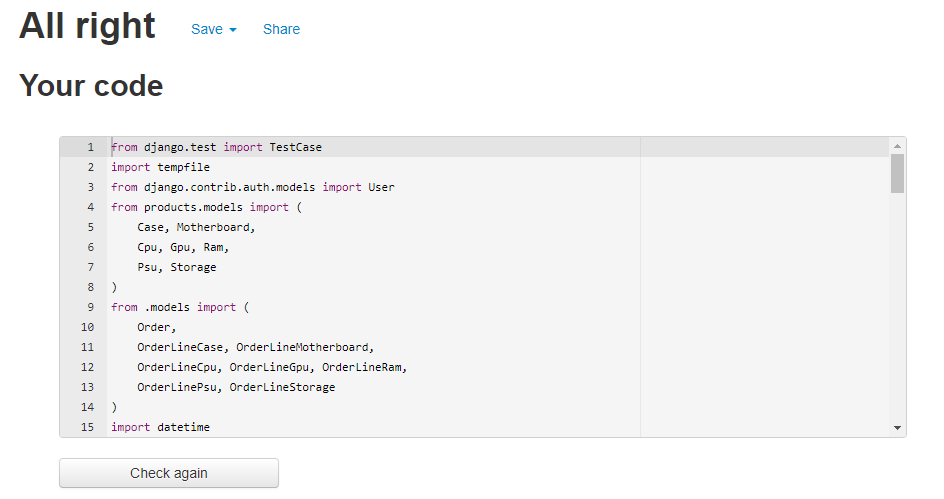 All right Save Share
Your code
1 from django.test import TestCase
2 import tempfile
3 from django.contrib.auth.models import User
4 from products.models import (
5 Case, Motherboard,
6 Cpu, Gpu, Ram,
7 Psu, Storage
8 )
9 from .models import (
10 Order,
11 OrderLineCase, OrderLineMotherboard,
12 OrderLineCpu, OrderLineGpu, OrderLineRam,
13 OrderLinePsu, OrderLineStorage
14 )
15 import datetime
Check again